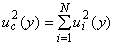 u_c^2(y) = \sum_{i=1}^{N} u_i^2(y)